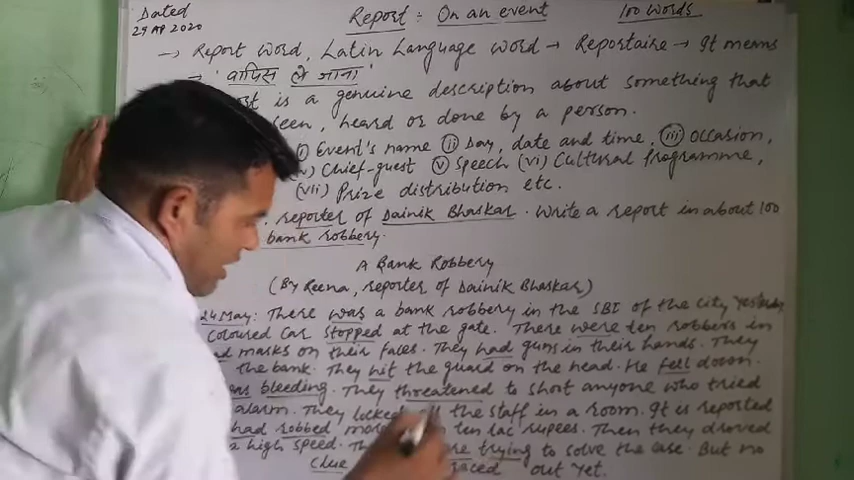 Dated Report : On an event 100 Words
29 AP 2020
→ Report word, Latin Language word → Reportaire → It means
→ 'वापिस ले जाना'
is a genuine description about something that
seen, heard or done by a person.
(i) Event's name (ii) Day, date and time, (iii) Occasion,
Chief-guest (v) Speech (vi) Cultural Programme,
(vii) Prize distribution etc.
reporter of Dainik Bhaskar. Write a report in about 100
bank robbery.
A Bank Robbery
(By Reena, reporter of Dainik Bhaskar)
24 May: There was a bank robbery in the SBI of the city yesterday
coloured car stopped at the gate. There were ten robbers in
masks on their faces. They had guns in their hands. They
the bank. They hit the guard on the head. He fell down.
bleeding. They threatened to shoot anyone who tried
alarm. They locked the staff in a room. It is reported
had robbed ten lac rupees. Then they droved
high speed. trying to solve the case. But no
clue out yet.